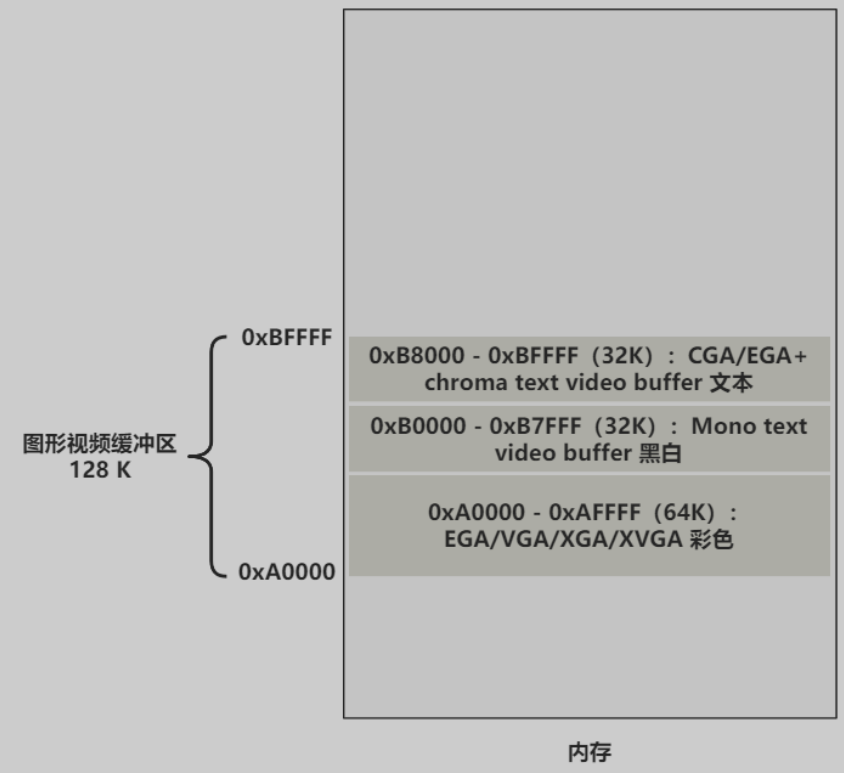 0xBFFFF
0xB8000 - 0xBFFFF（32K）：CGA/EGA+
chroma text video buffer 文本
0xB0000 - 0xB7FFF（32K）：Mono text
video buffer 黑白
图形视频缓冲区
128 K
0xA0000 - 0xAFFFF（64K）：
EGA/VGA/XGA/XVGA 彩色
0xA0000
内存